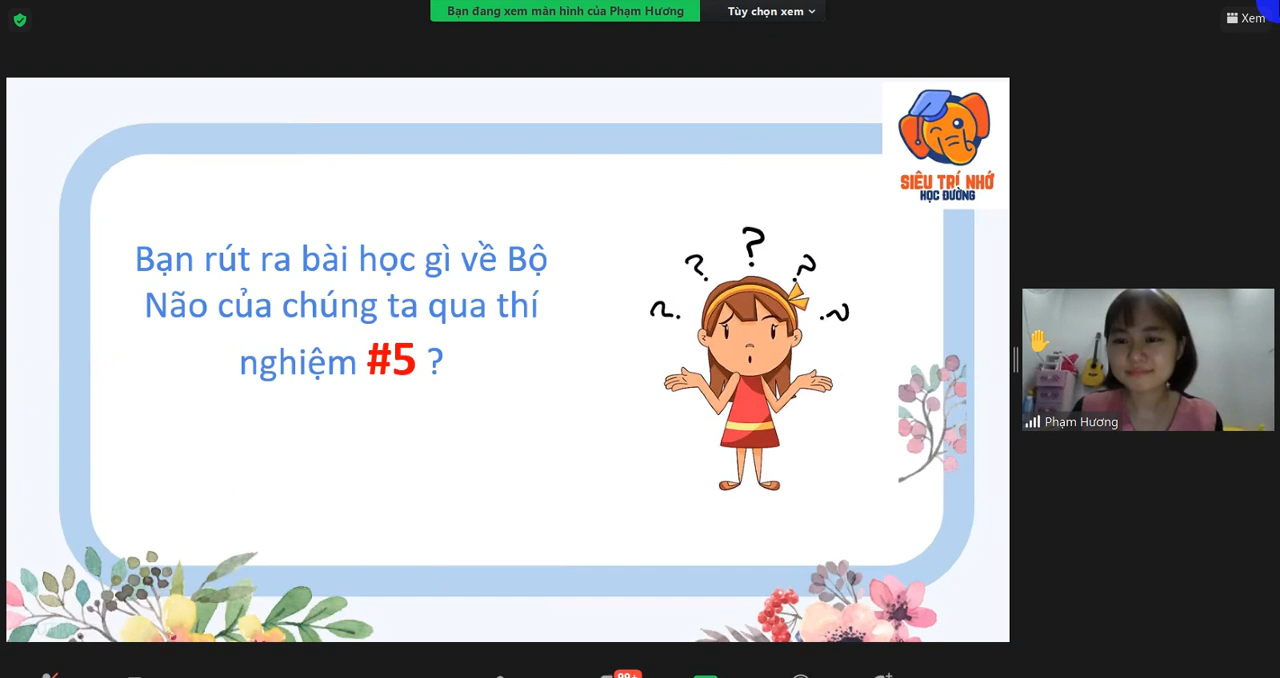 Bạn đang xem màn hình của Phạm Hương
Tùy chọn xem
Xem
SIÊU TRÍ NHỚ
HỌC ĐƯỜNG
Bạn rút ra bài học gì về Bộ
Não của chúng ta qua thí
nghiệm #5 ?
Phạm Hương
99+